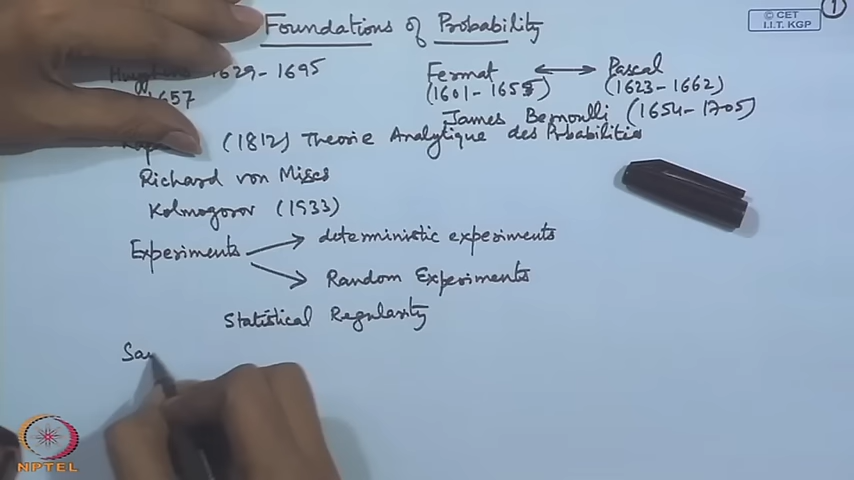 Foundations of Probability
1
© CET
I.I.T. KGP
1629 - 1695
1657
Fermat ↔ Pascal
(1601 - 1655) (1623 - 1662)
James Bernoulli (1654 - 1705)
(1812) Theorie Analytique des Probabilities
Richard von Mises
Kolmogorov (1933)
Experiments → deterministic experiments
→ Random Experiments
Statistical Regularity
Sa
NPTEL